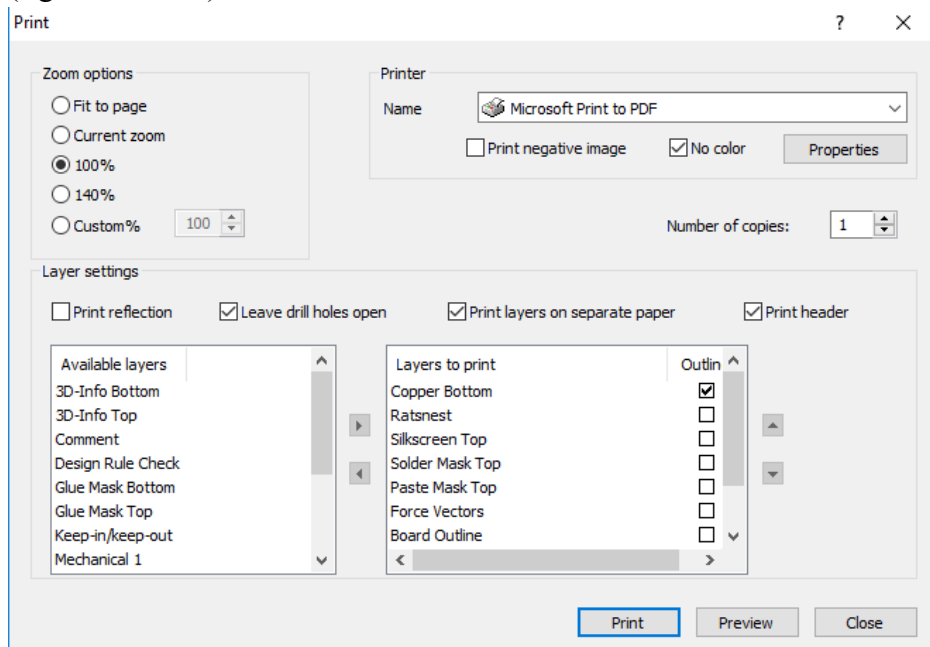 Print ? ×
Zoom options
Fit to page
Current zoom
100%
140%
Custom% 100
Printer
Name Microsoft Print to PDF
Print negative image No color Properties
Number of copies: 1
Layer settings
Print reflection Leave drill holes open Print layers on separate paper Print header
Available layers
3D-Info Bottom
3D-Info Top
Comment
Design Rule Check
Glue Mask Bottom
Glue Mask Top
Keep-in/keep-out
Mechanical 1
Layers to print Outlin
Copper Bottom
Ratsnest
Silkscreen Top
Solder Mask Top
Paste Mask Top
Force Vectors
Board Outline
Print Preview Close